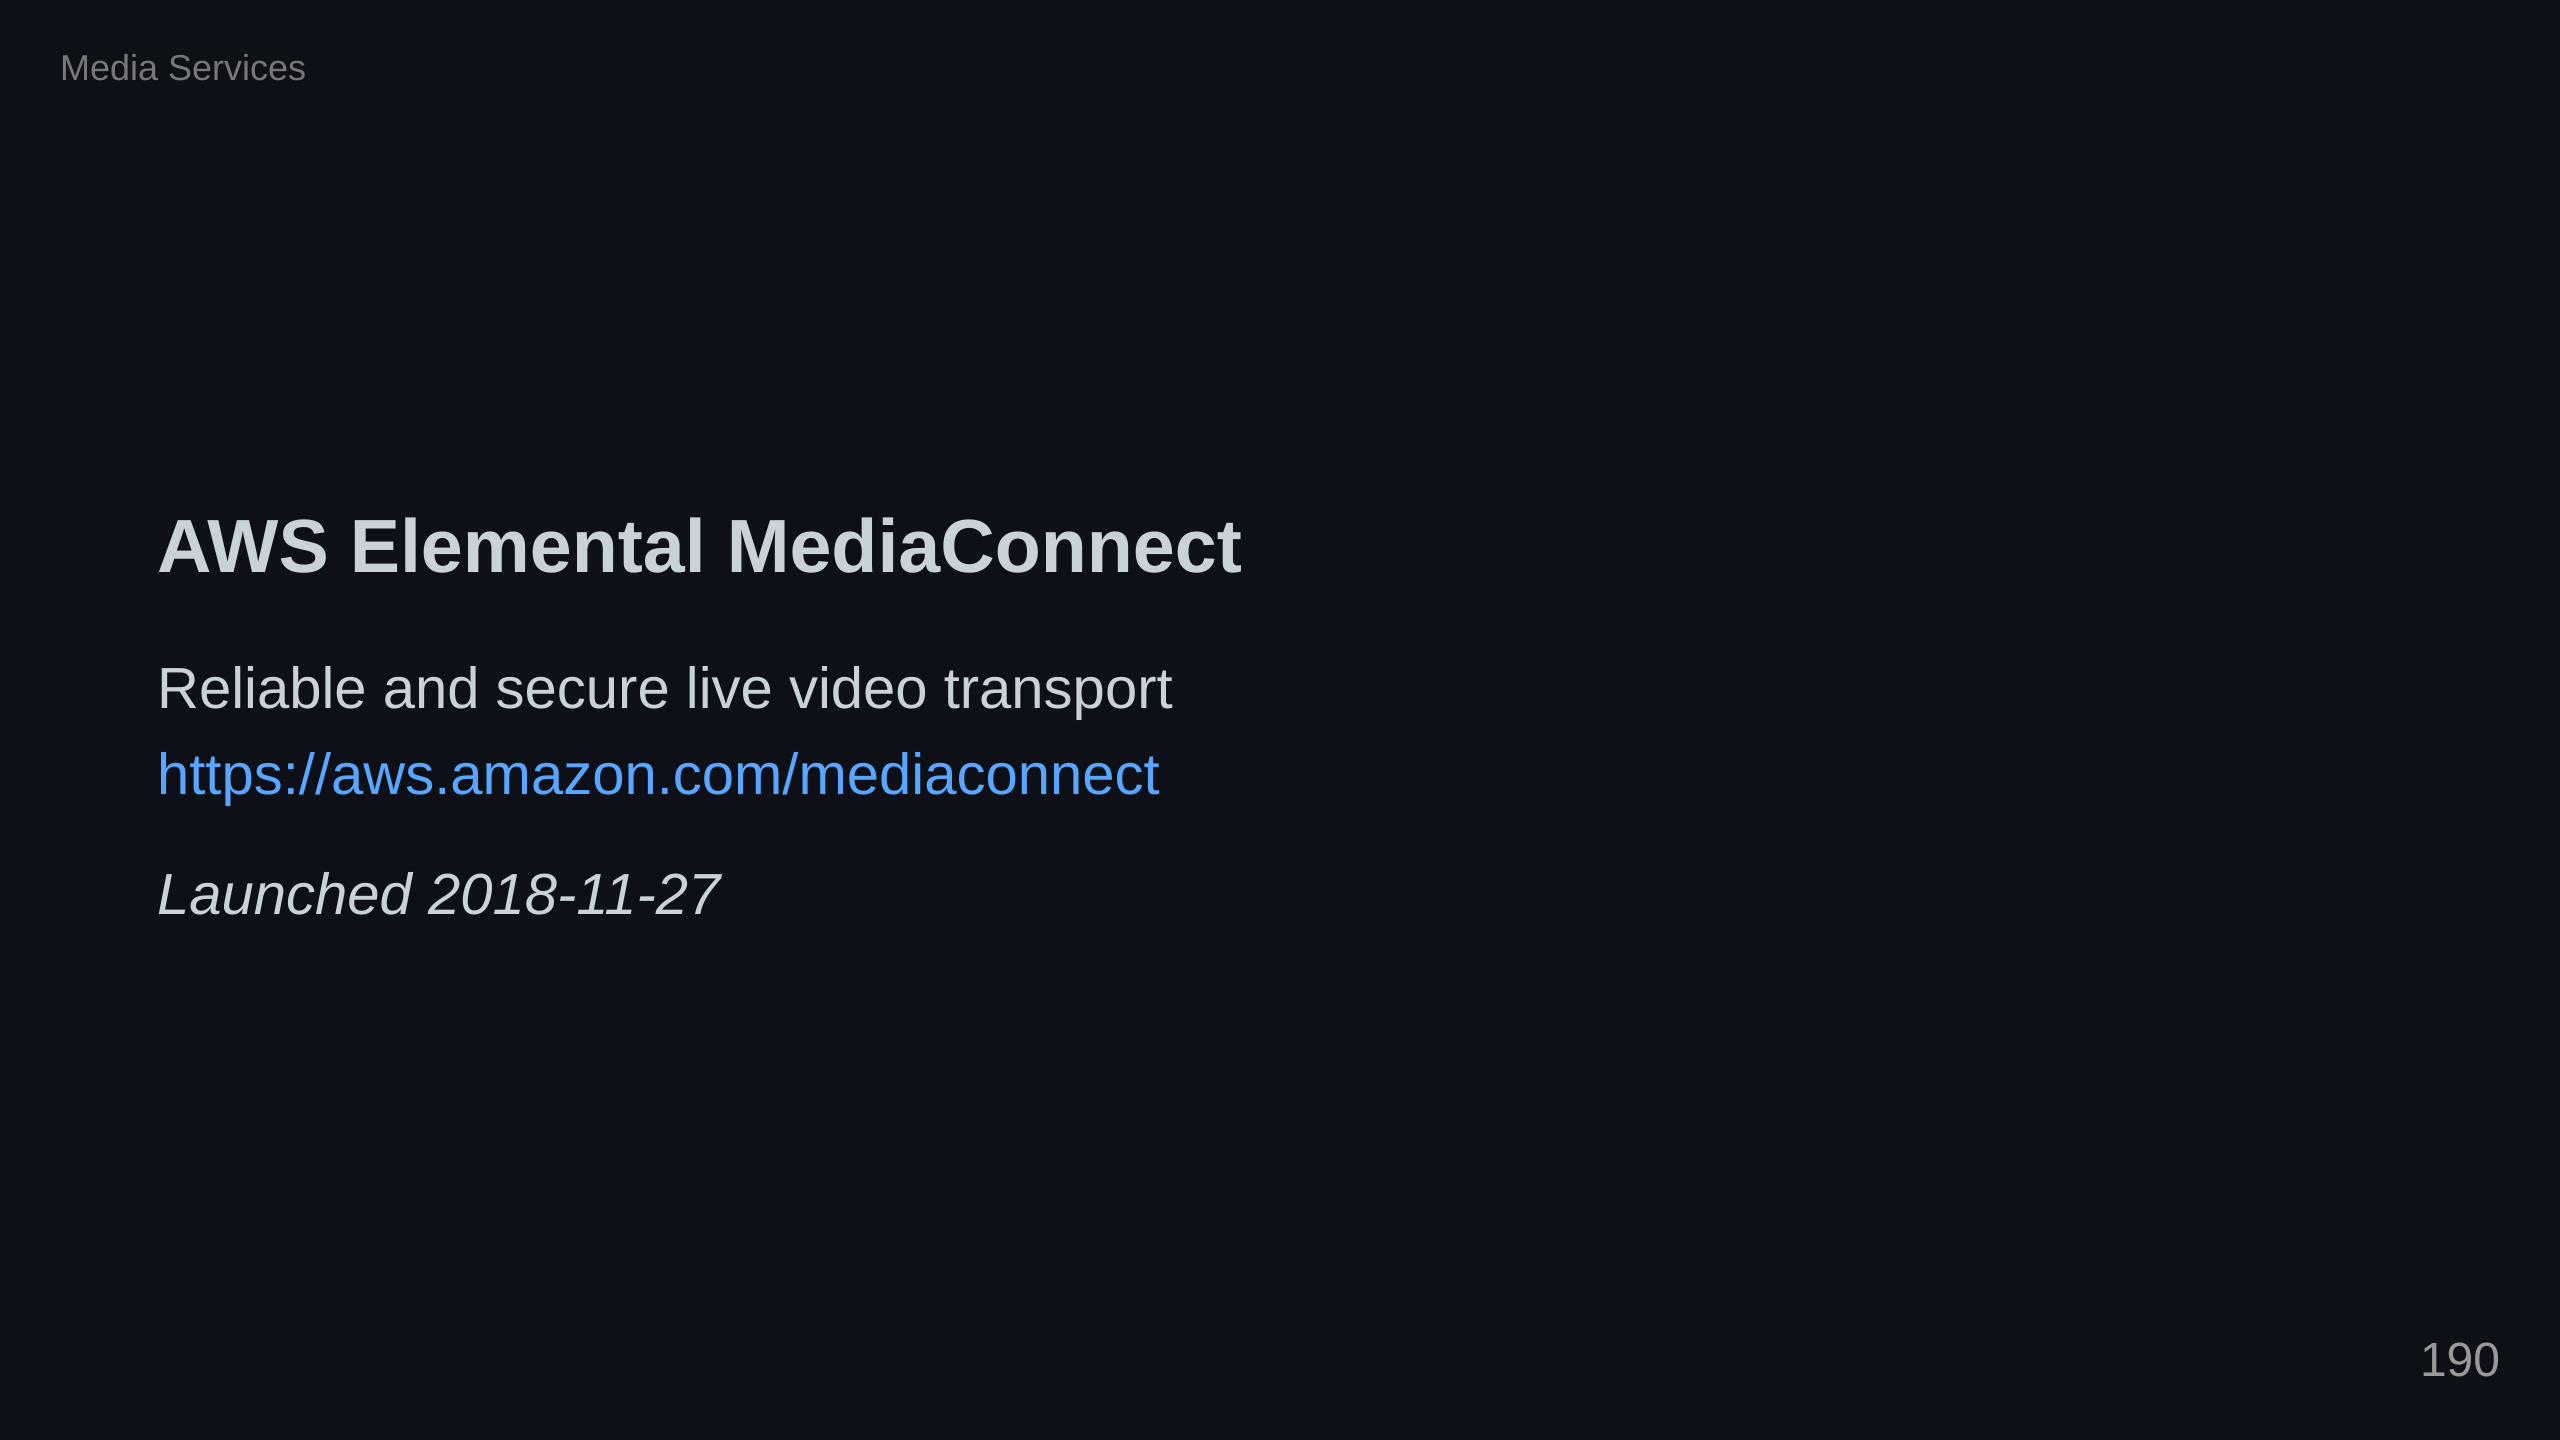 Media Services
AWS Elemental MediaConnect
Reliable and secure live video transport
https://aws.amazon.com/mediaconnect
Launched 2018-11-27
190